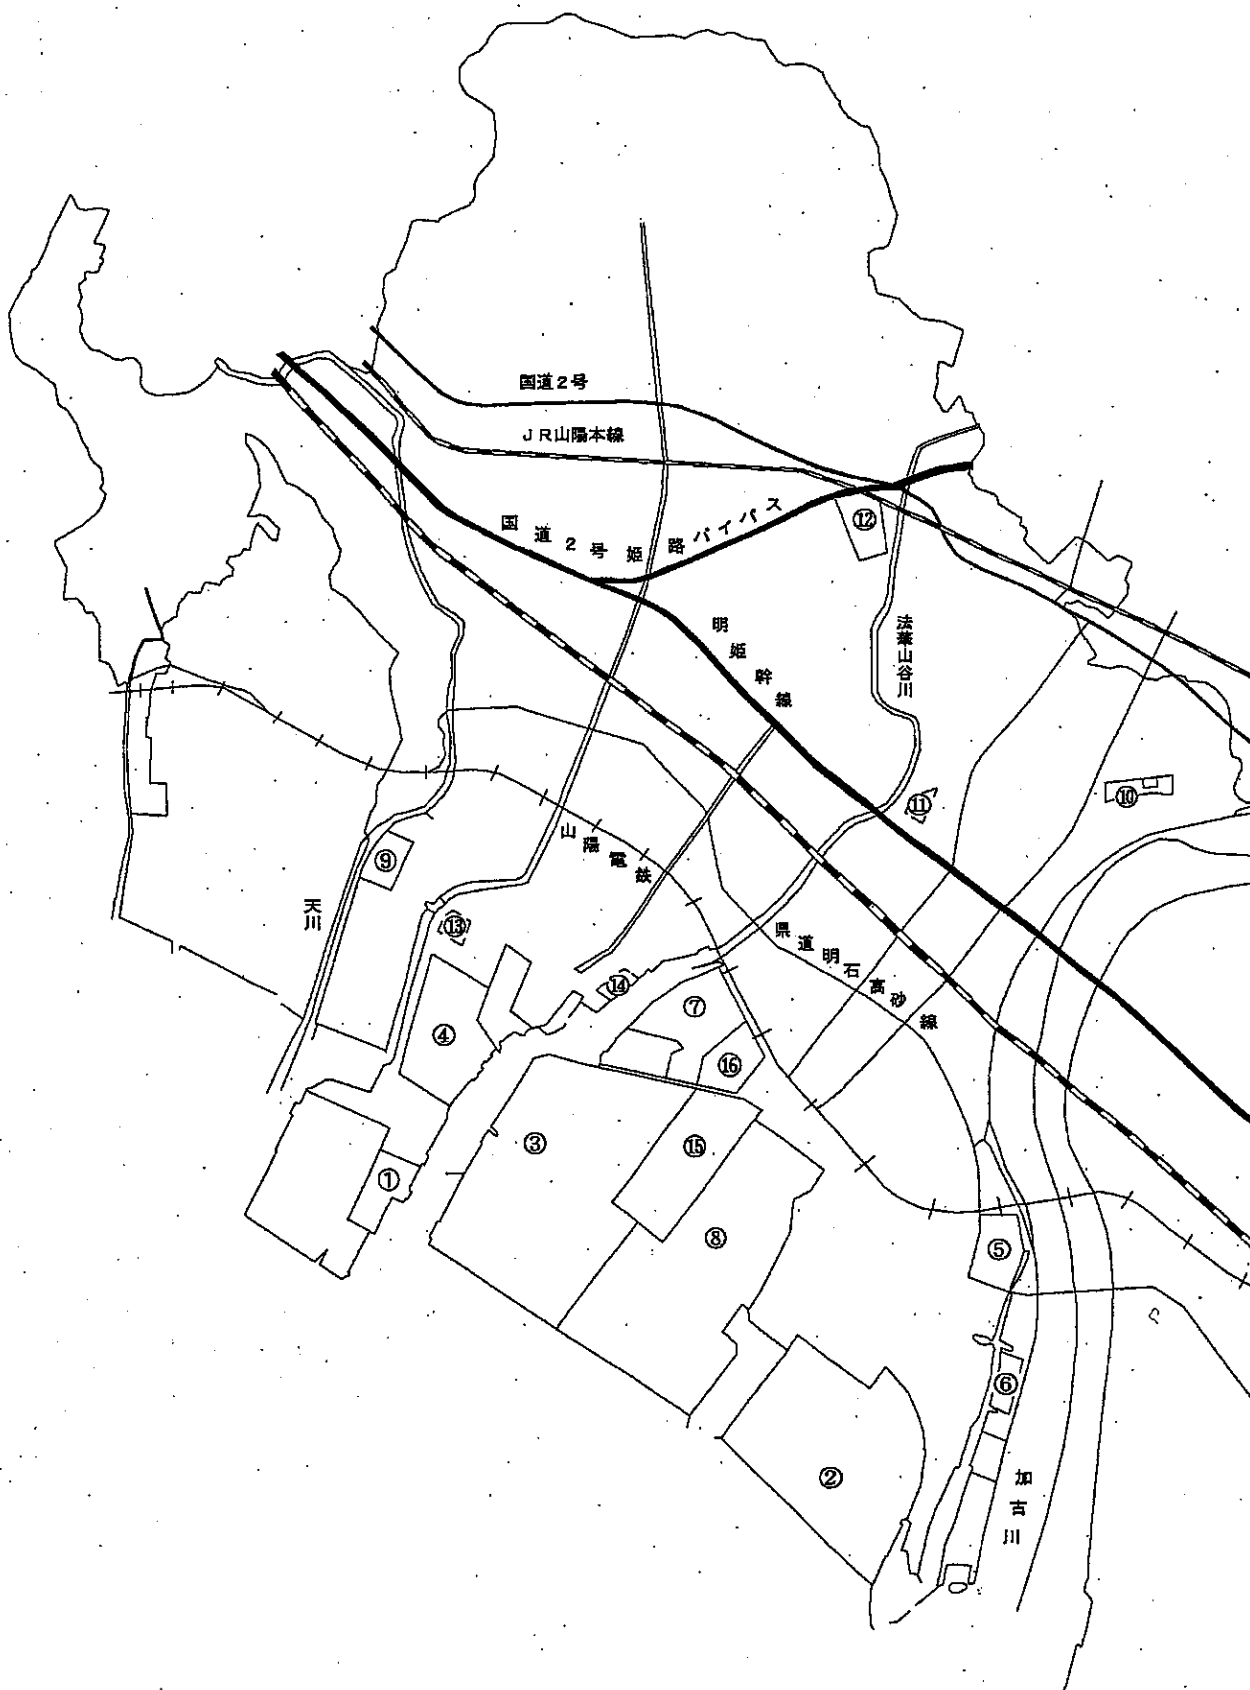 国道2号
JR山陽本線
国道2号姫路バイパス
⑫
明姫幹線
法華山谷川
⑪
⑩
山陽電鉄
⑨
天川
⑬
県道明石高砂線
⑭
⑦
④
⑯
③
⑮
①
⑧
⑤
⑥
②
加古川